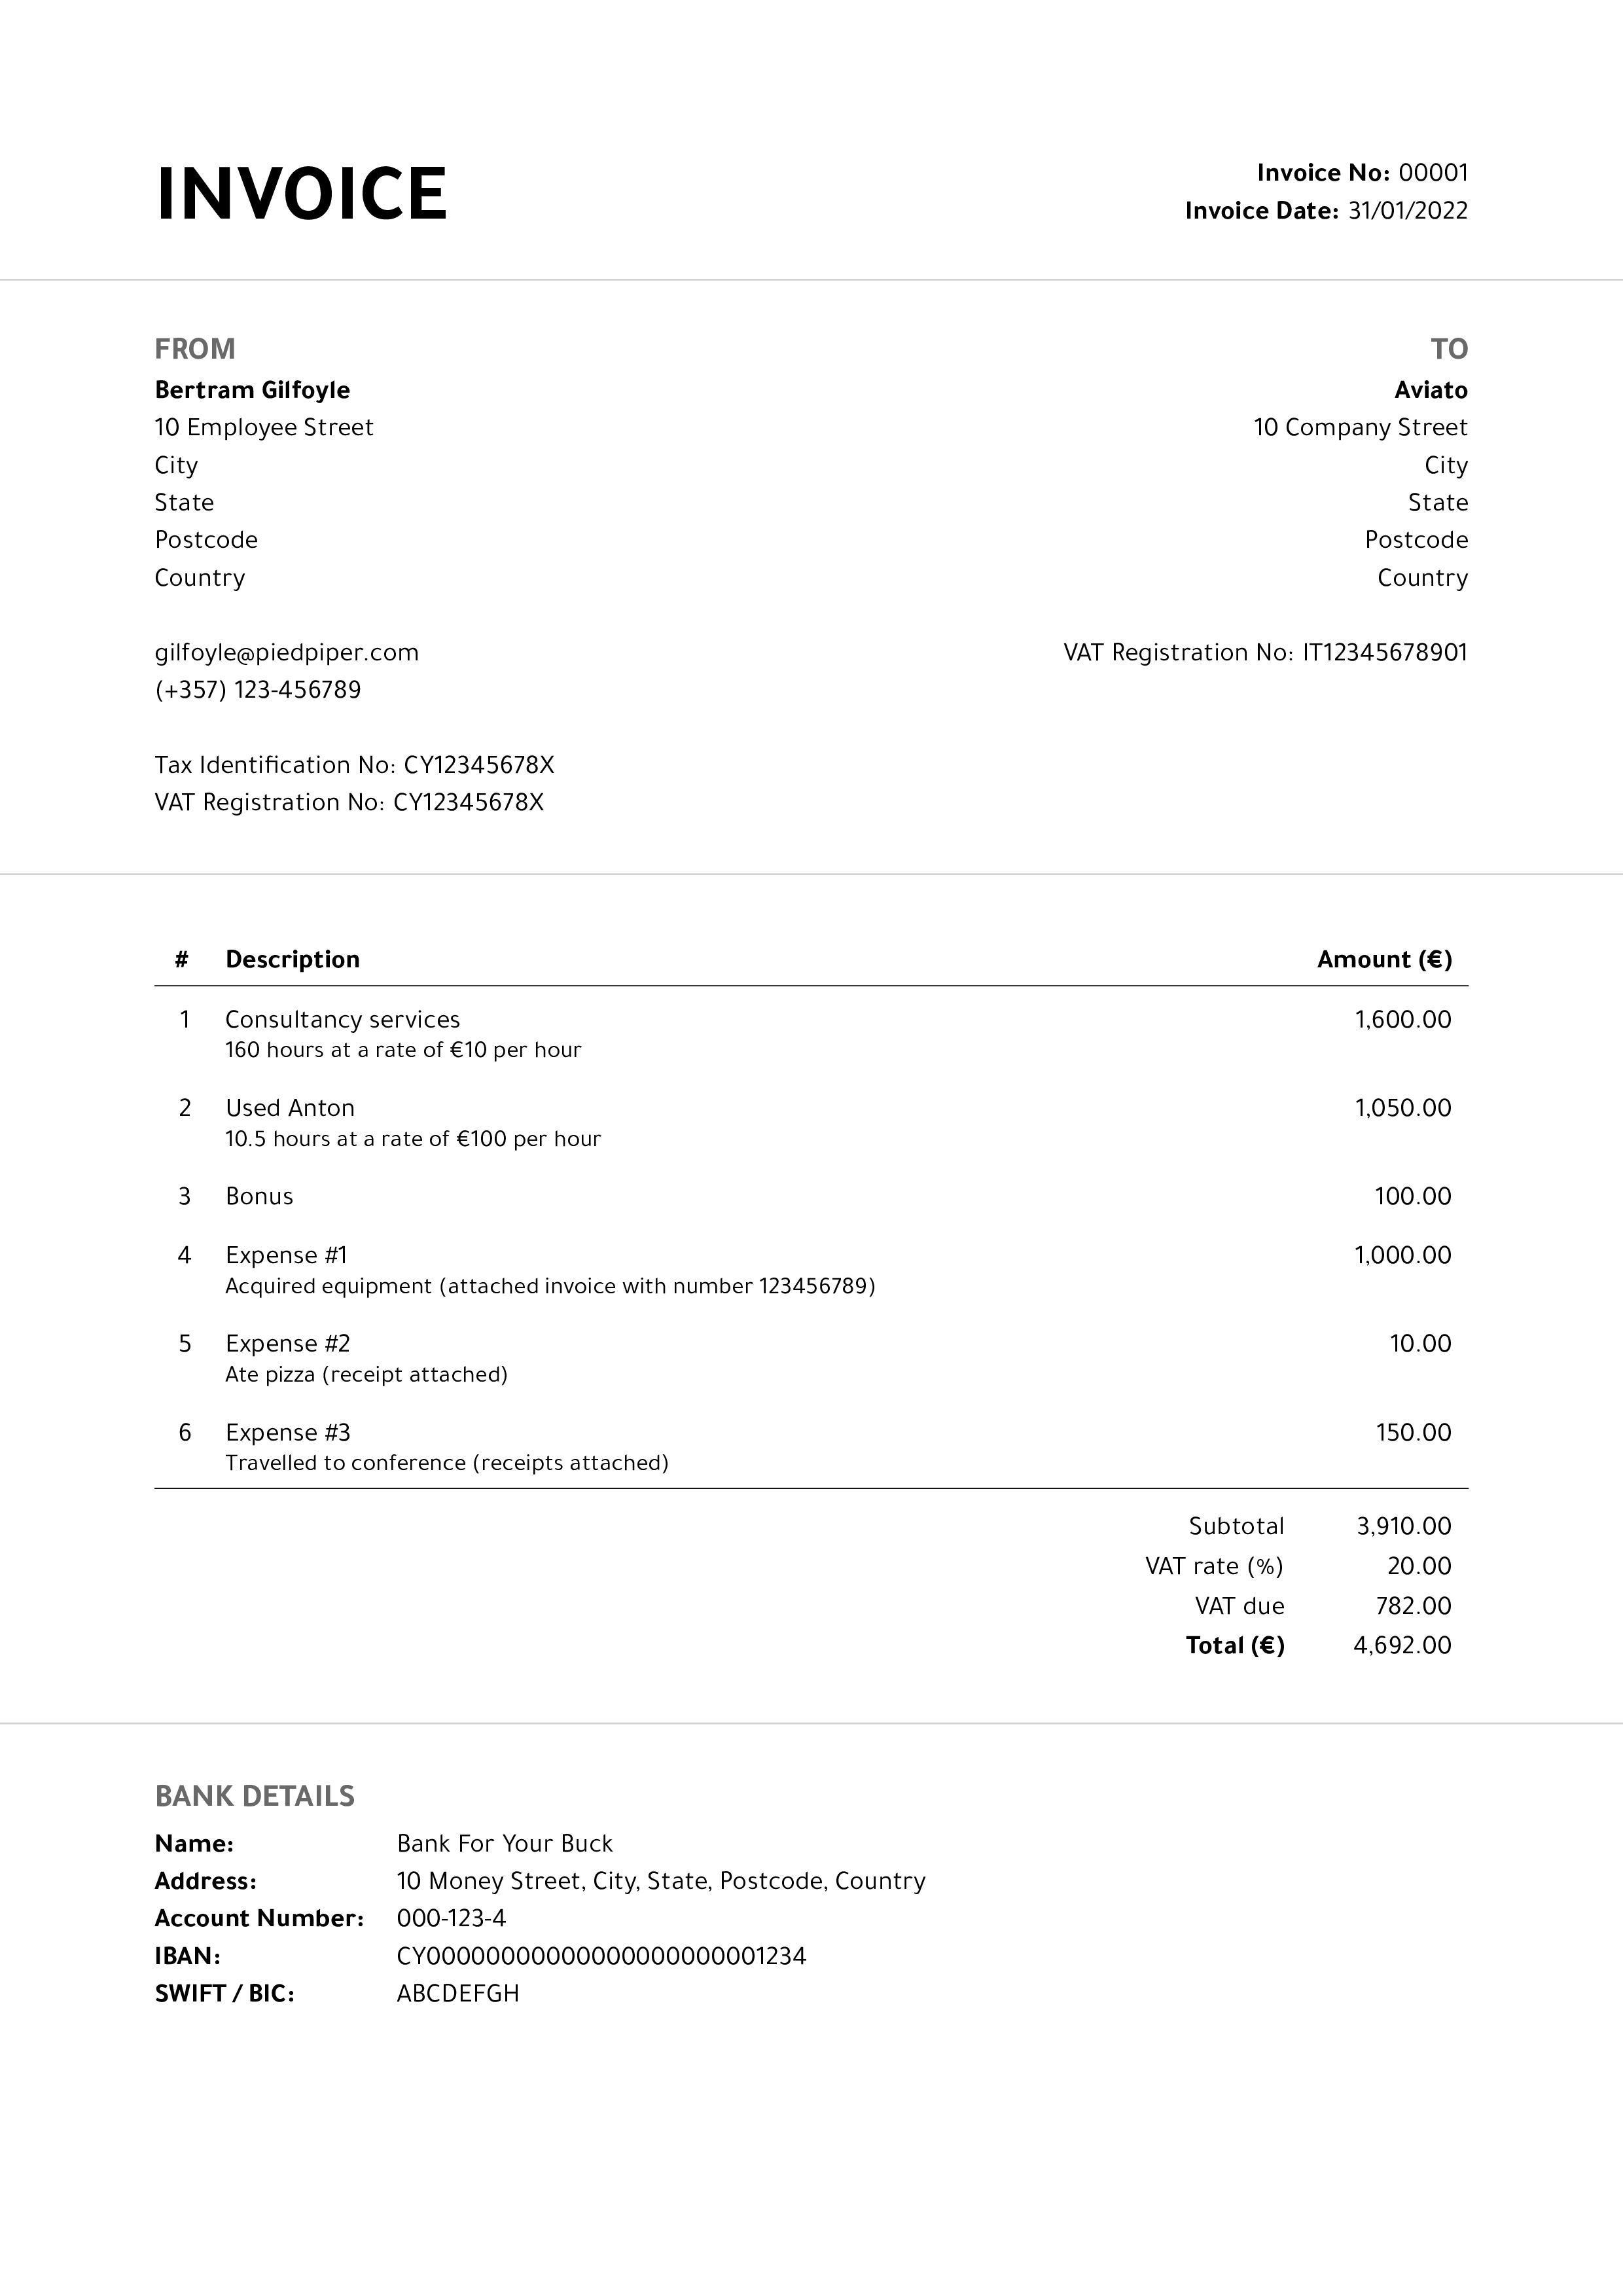 INVOICE
Invoice No: 00001
Invoice Date: 31/01/2022
FROM
Bertram Gilfoyle
10 Employee Street
City
State
Postcode
Country
gilfoyle@piedpiper.com
(+357) 123-456789
Tax Identification No: CY12345678X
VAT Registration No: CY12345678X
TO
Aviato
10 Company Street
City
State
Postcode
Country
VAT Registration No: IT12345678901
# Description Amount (€)
1 Consultancy services 1,600.00
160 hours at a rate of €10 per hour
2 Used Anton 1,050.00
10.5 hours at a rate of €100 per hour
3 Bonus 100.00
4 Expense #1 1,000.00
Acquired equipment (attached invoice with number 123456789)
5 Expense #2 10.00
Ate pizza (receipt attached)
6 Expense #3 150.00
Travelled to conference (receipts attached)
Subtotal 3,910.00
VAT rate (%) 20.00
VAT due 782.00
Total (€) 4,692.00
BANK DETAILS
Name: Bank For Your Buck
Address: 10 Money Street, City, State, Postcode, Country
Account Number: 000-123-4
IBAN: CY00000000000000000000001234
SWIFT / BIC: ABCDEFGH